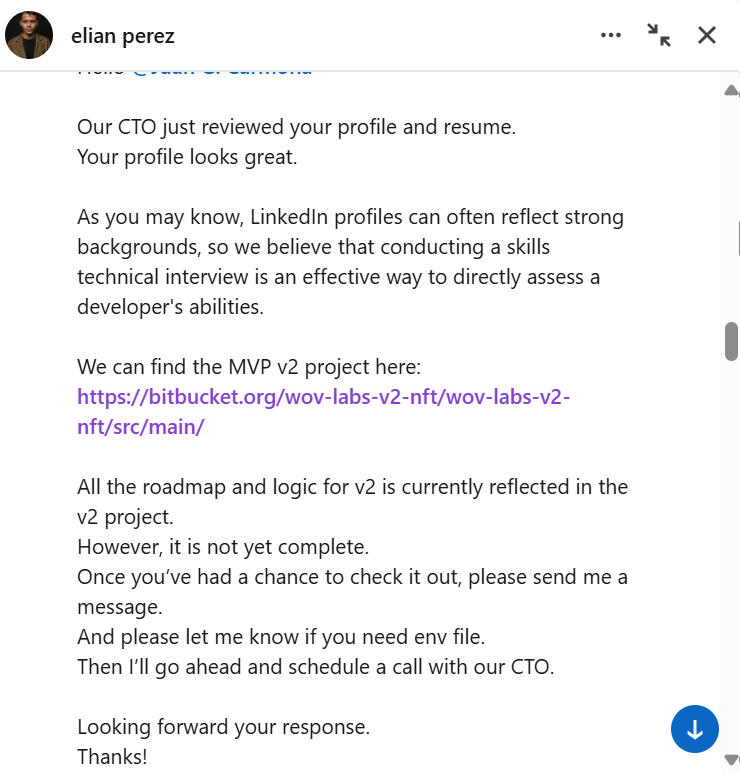 elian perez
Our CTO just reviewed your profile and resume.
Your profile looks great.
As you may know, LinkedIn profiles can often reflect strong
backgrounds, so we believe that conducting a skills
technical interview is an effective way to directly assess a
developer's abilities.
We can find the MVP v2 project here:
https://bitbucket.org/wov-labs-v2-nft/wov-labs-v2-
nft/src/main/
All the roadmap and logic for v2 is currently reflected in the
v2 project.
However, it is not yet complete.
Once you’ve had a chance to check it out, please send me a
message.
And please let me know if you need env file.
Then I’ll go ahead and schedule a call with our CTO.
Looking forward your response.
Thanks!